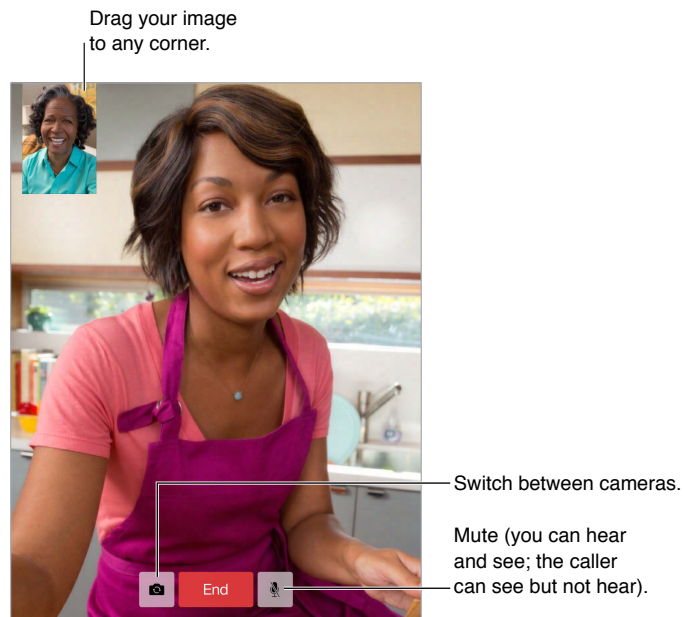 Drag your image
to any corner.
Switch between cameras.
Mute (you can hear
and see; the caller
can see but not hear).
End